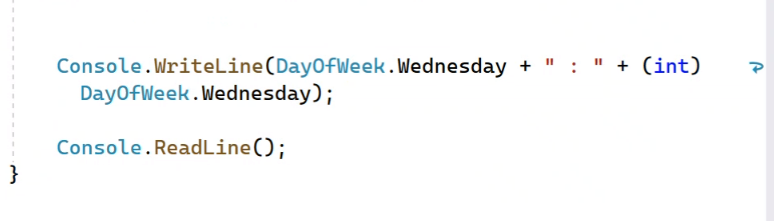 Console.WriteLine(DayOfWeek.Wednesday + " : " + (int)
DayOfWeek.Wednesday);
Console.ReadLine();
}